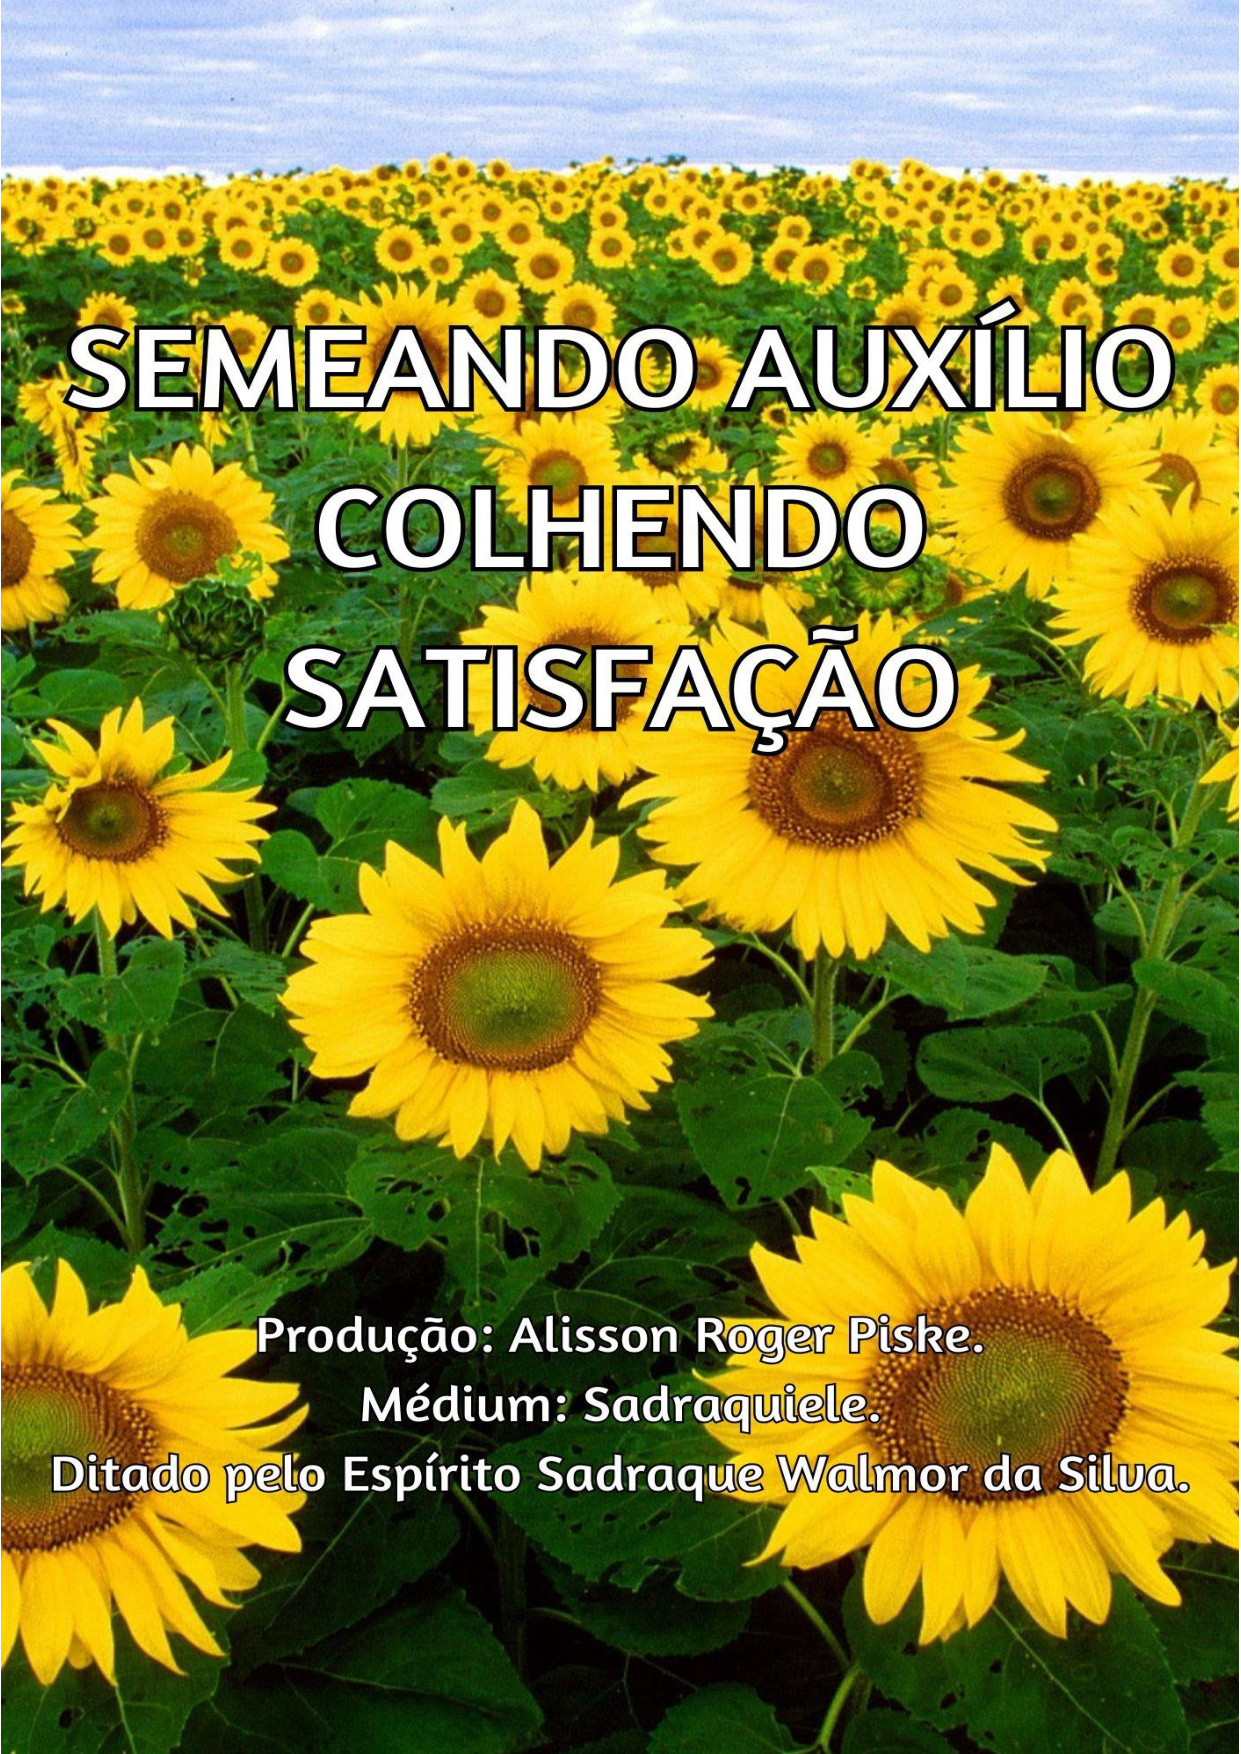 SEMEANDO AUXÍLIO
COLHENDO
SATISFAÇÃO
Produção: Alisson Roger Piske.
Médium: Sadraquiele.
Ditado pelo Espírito Sadraque Walmor da Silva.